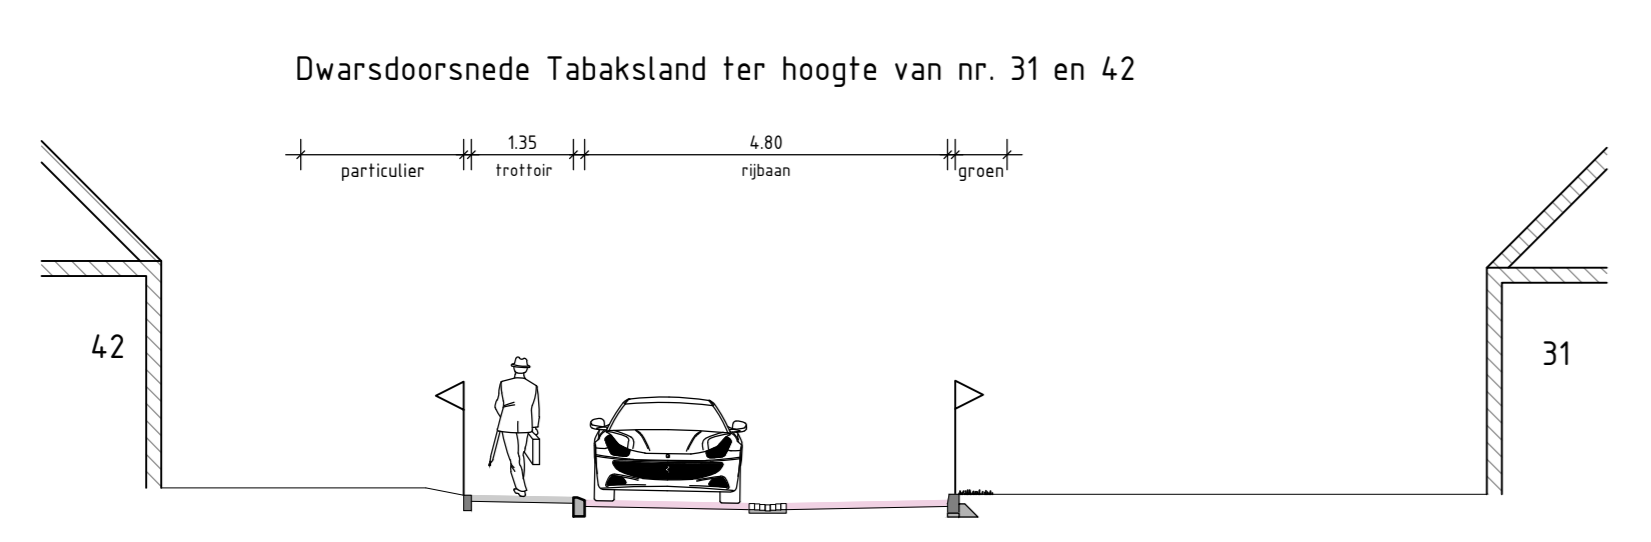 Dwarsdoorsnede Tabaksland ter hoogte van nr. 31 en 42
1.35 4.80
particulier trottoir rijbaan groen
42 31